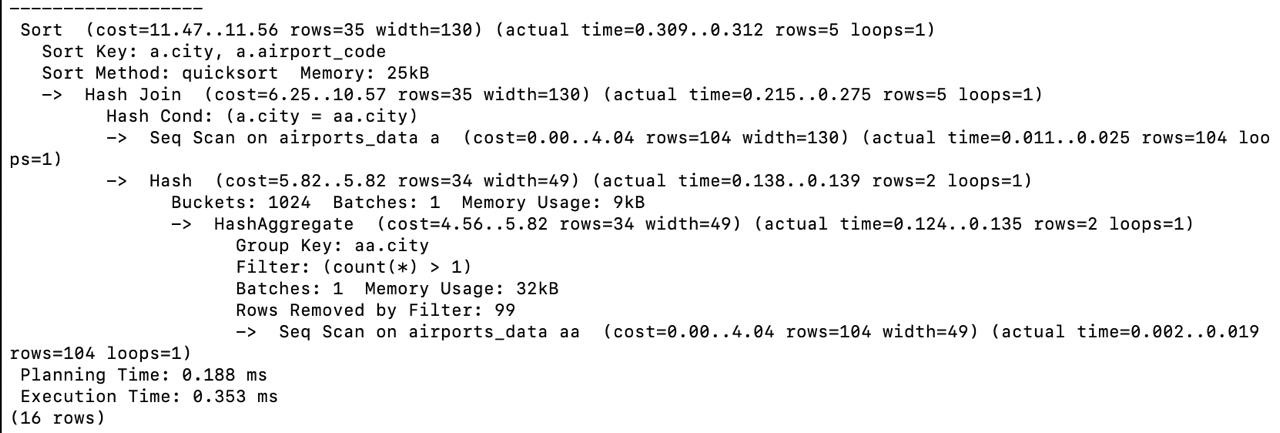 ------------------
 Sort  (cost=11.47..11.56 rows=35 width=130) (actual time=0.309..0.312 rows=5 loops=1)
   Sort Key: a.city, a.airport_code
   Sort Method: quicksort  Memory: 25kB
   ->  Hash Join  (cost=6.25..10.57 rows=35 width=130) (actual time=0.215..0.275 rows=5 loops=1)
         Hash Cond: (a.city = aa.city)
         ->  Seq Scan on airports_data a  (cost=0.00..4.04 rows=104 width=130) (actual time=0.011..0.025 rows=104 loo
ps=1)
         ->  Hash  (cost=5.82..5.82 rows=34 width=49) (actual time=0.138..0.139 rows=2 loops=1)
               Buckets: 1024  Batches: 1  Memory Usage: 9kB
               ->  HashAggregate  (cost=4.56..5.82 rows=34 width=49) (actual time=0.124..0.135 rows=2 loops=1)
                     Group Key: aa.city
                     Filter: (count(*) > 1)
                     Batches: 1  Memory Usage: 32kB
                     Rows Removed by Filter: 99
                     ->  Seq Scan on airports_data aa  (cost=0.00..4.04 rows=104 width=49) (actual time=0.002..0.019
rows=104 loops=1)
 Planning Time: 0.188 ms
 Execution Time: 0.353 ms
(16 rows)